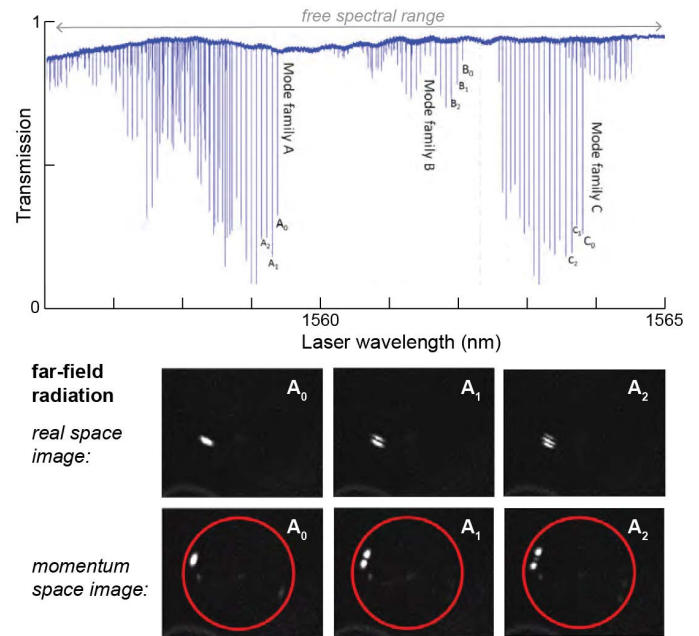 free spectral range
1
Transmission
0
Mode family A
A₀
A₂
A₁
Mode family B
B₀
B₁
B₂
Mode family C
C₁
C₀
C₂
1560
1565
Laser wavelength (nm)
far-field
radiation
real space
image:
A₀
A₁
A₂
momentum
space image:
A₀
A₁
A₂